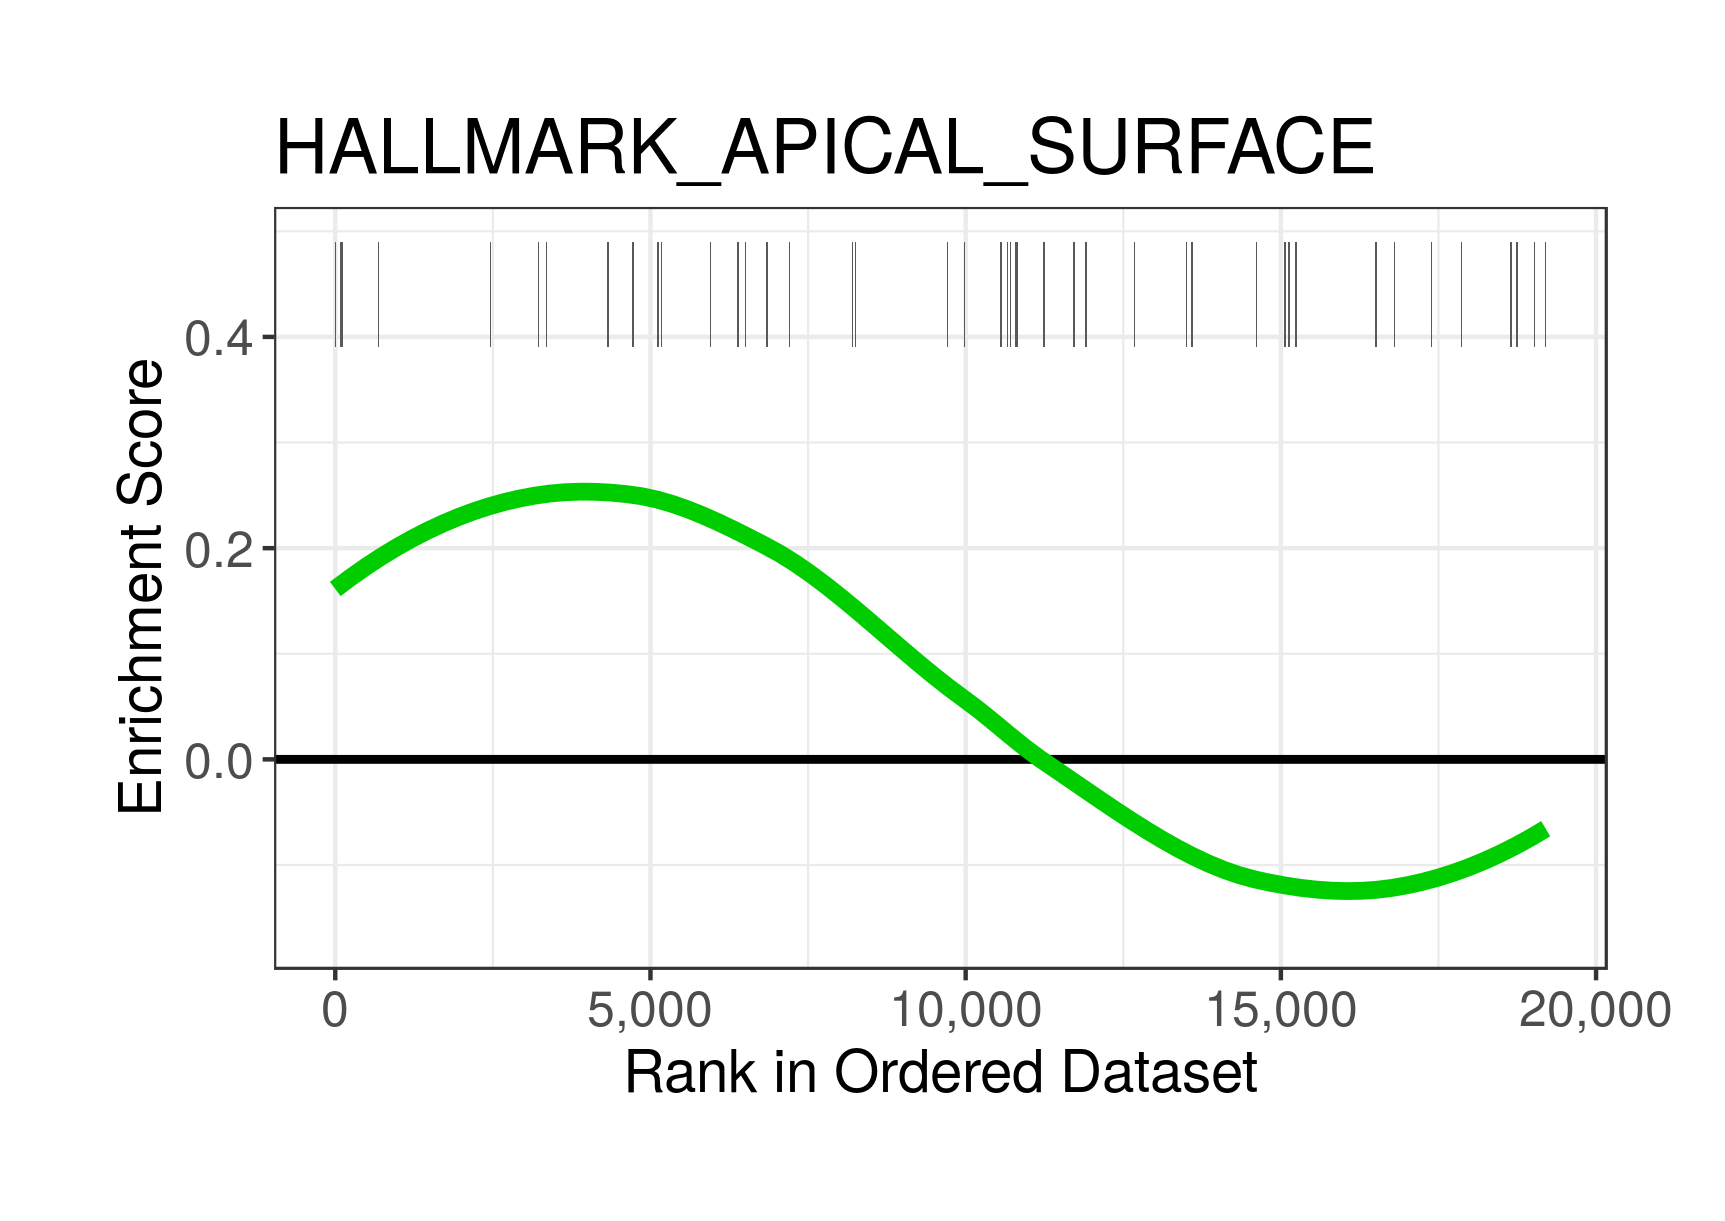 HALLMARK_APICAL_SURFACE
Enrichment Score
0.4
0.2
0.0
0 5,000 10,000 15,000 20,000
Rank in Ordered Dataset